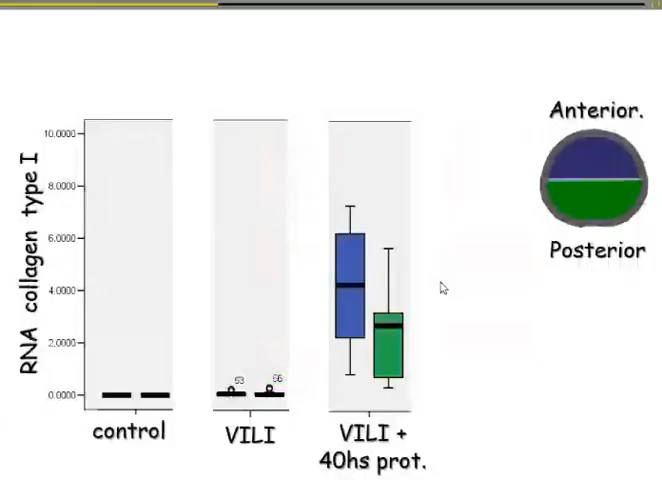 RNA collagen type I
10.0000
8.0000
6.0000
4.0000
2.0000
0.0000
53
56
control
VILI
VILI +
40hs prot.
Anterior.
Posterior